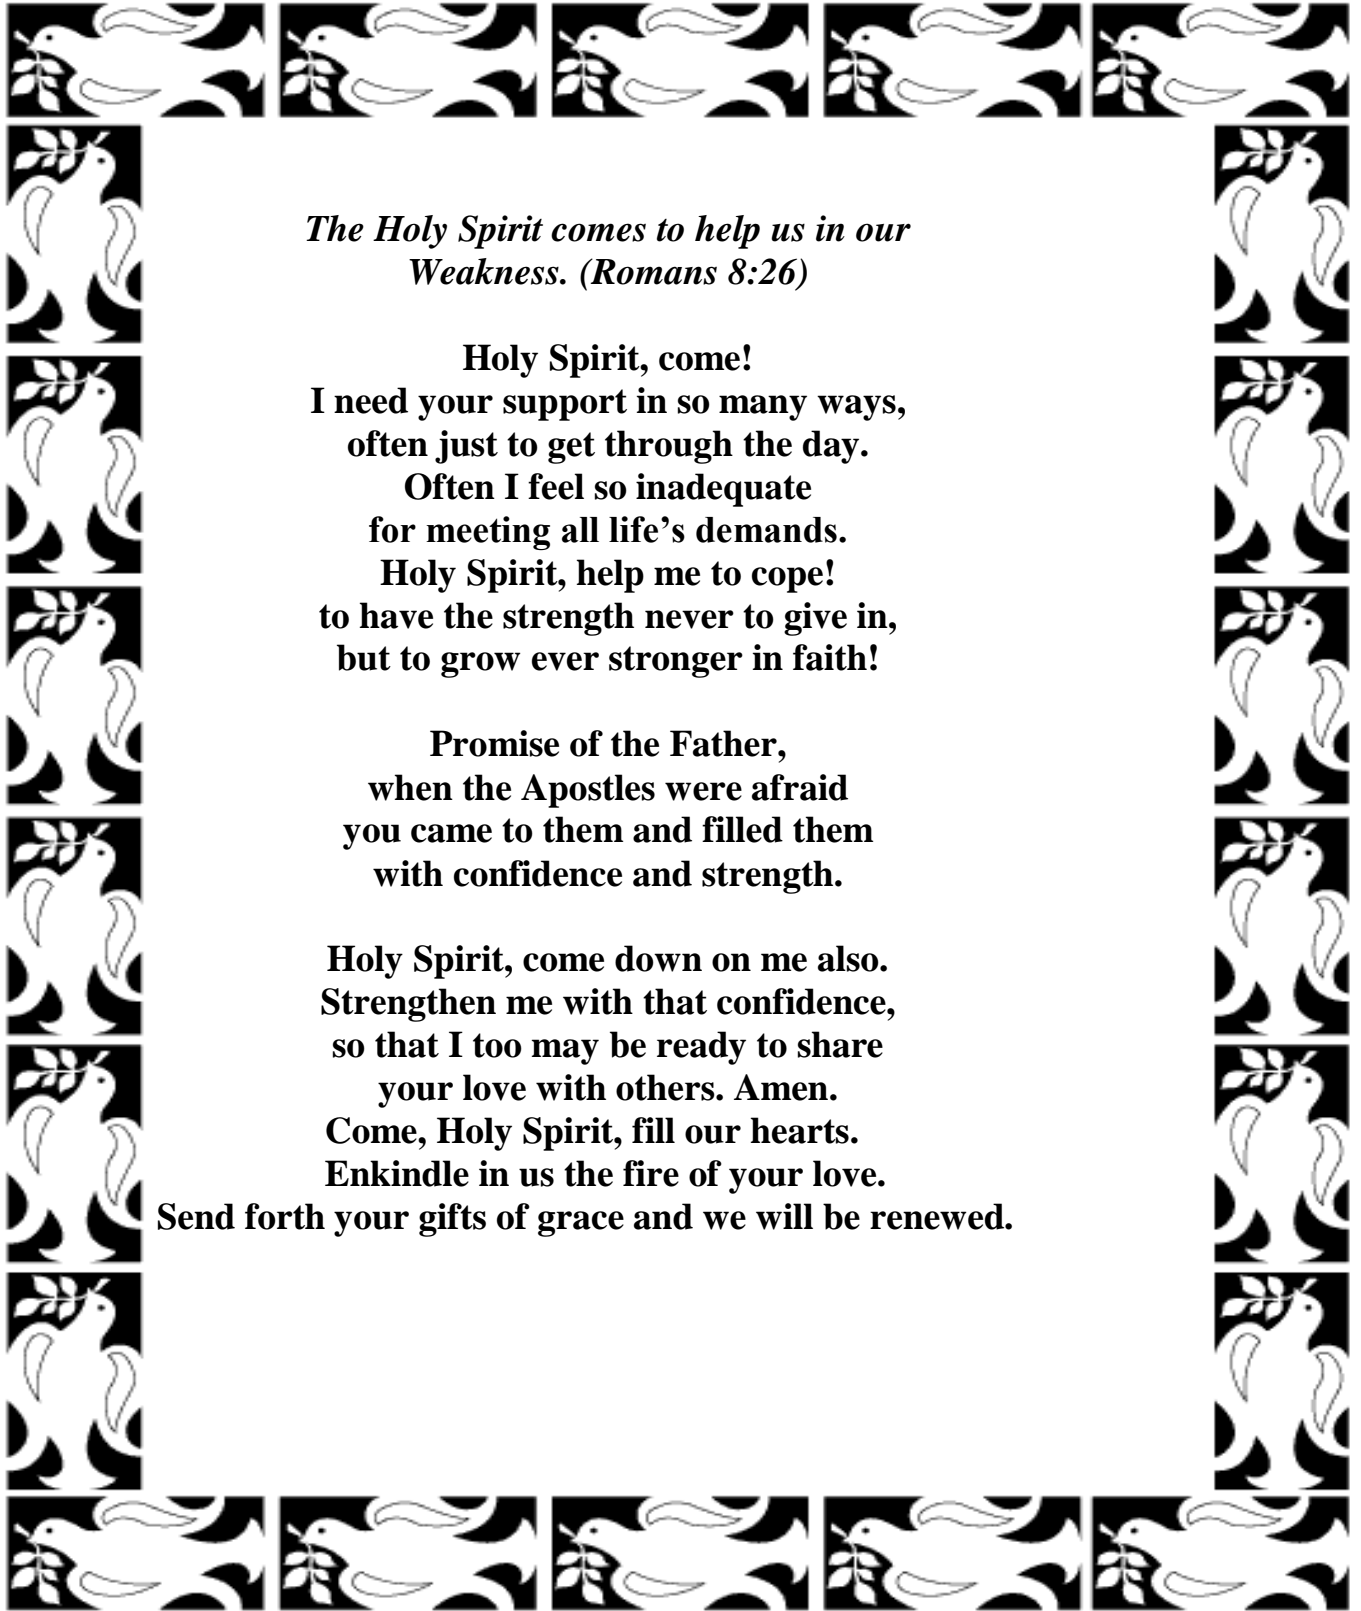 The Holy Spirit comes to help us in our
Weakness. (Romans 8:26)
Holy Spirit, come!
I need your support in so many ways,
often just to get through the day.
Often I feel so inadequate
for meeting all life’s demands.
Holy Spirit, help me to cope!
to have the strength never to give in,
but to grow ever stronger in faith!
Promise of the Father,
when the Apostles were afraid
you came to them and filled them
with confidence and strength.
Holy Spirit, come down on me also.
Strengthen me with that confidence,
so that I too may be ready to share
your love with others. Amen.
Come, Holy Spirit, fill our hearts.
Enkindle in us the fire of your love.
Send forth your gifts of grace and we will be renewed.